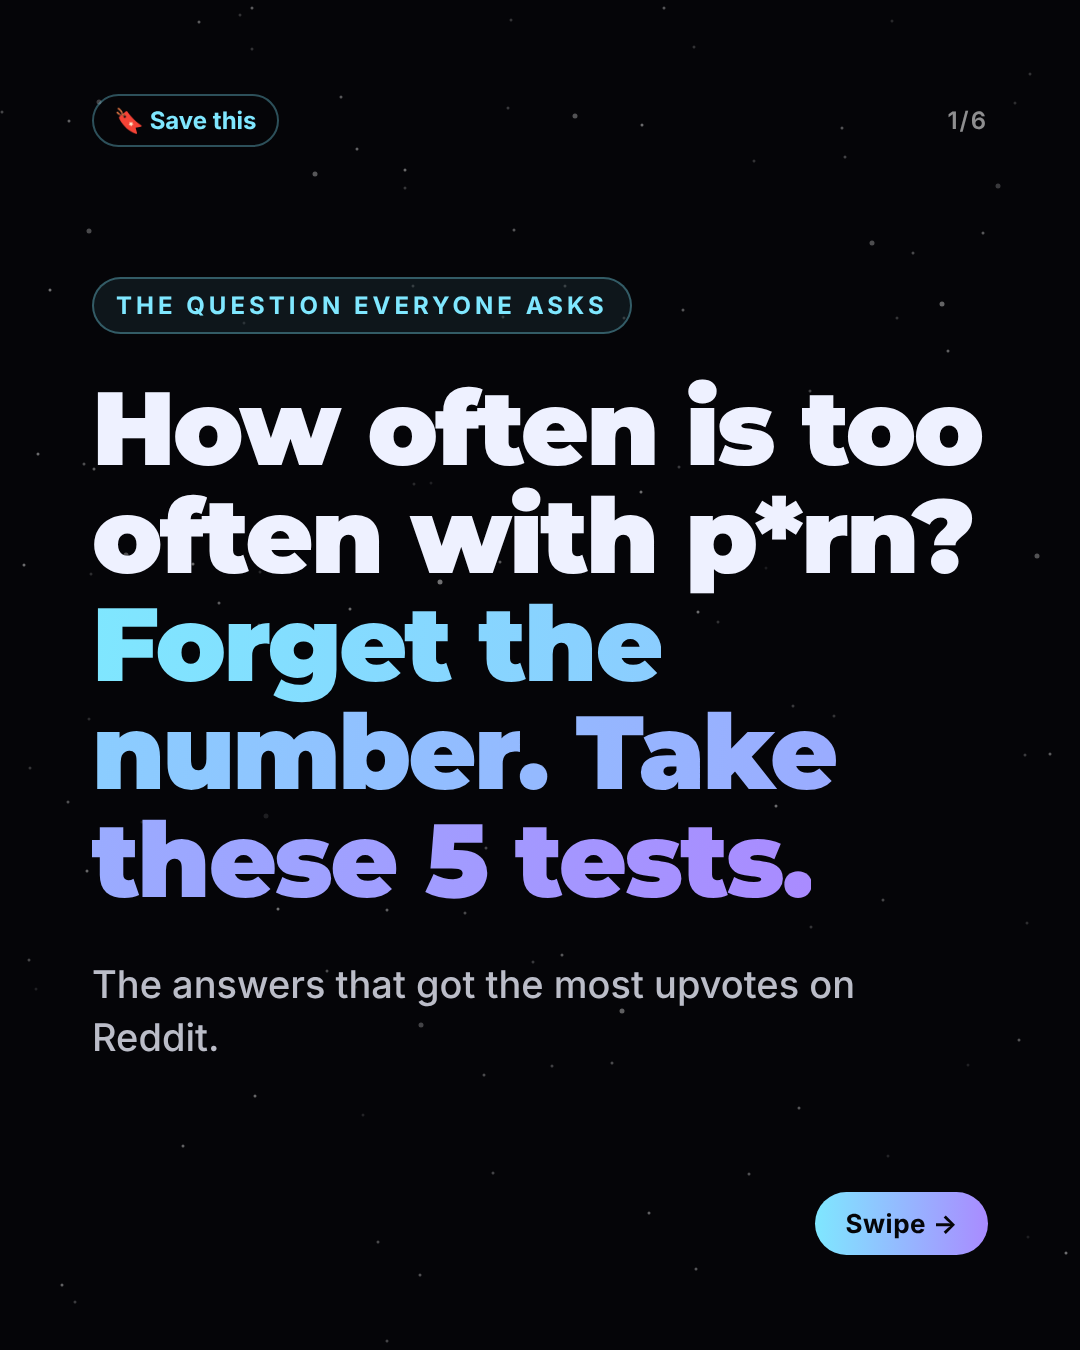 🔖 Save this
1/6
THE QUESTION EVERYONE ASKS
How often is too
often with p*rn?
Forget the
number. Take
these 5 tests.
The answers that got the most upvotes on
Reddit.
Swipe →